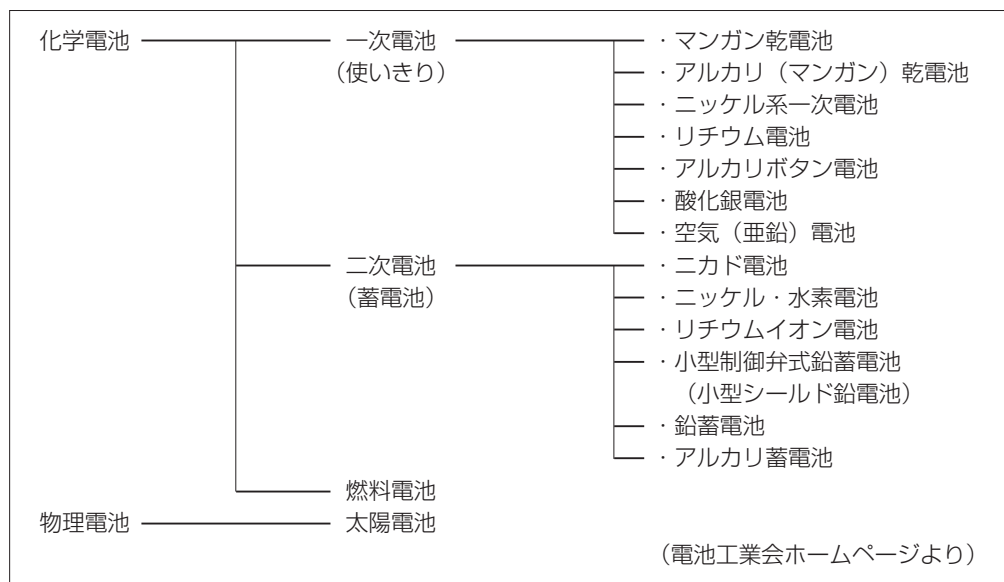 化学電池 一次電池 ・マンガン乾電池
（使いきり） ・アルカリ（マンガン）乾電池
・ニッケル系一次電池
・リチウム電池
・アルカリボタン電池
・酸化銀電池
・空気（亜鉛）電池
二次電池 ・ニカド電池
（蓄電池） ・ニッケル・水素電池
・リチウムイオン電池
・小型制御弁式鉛蓄電池
（小型シールド鉛電池）
・鉛蓄電池
・アルカリ蓄電池
燃料電池
物理電池 太陽電池
（電池工業会ホームページより）